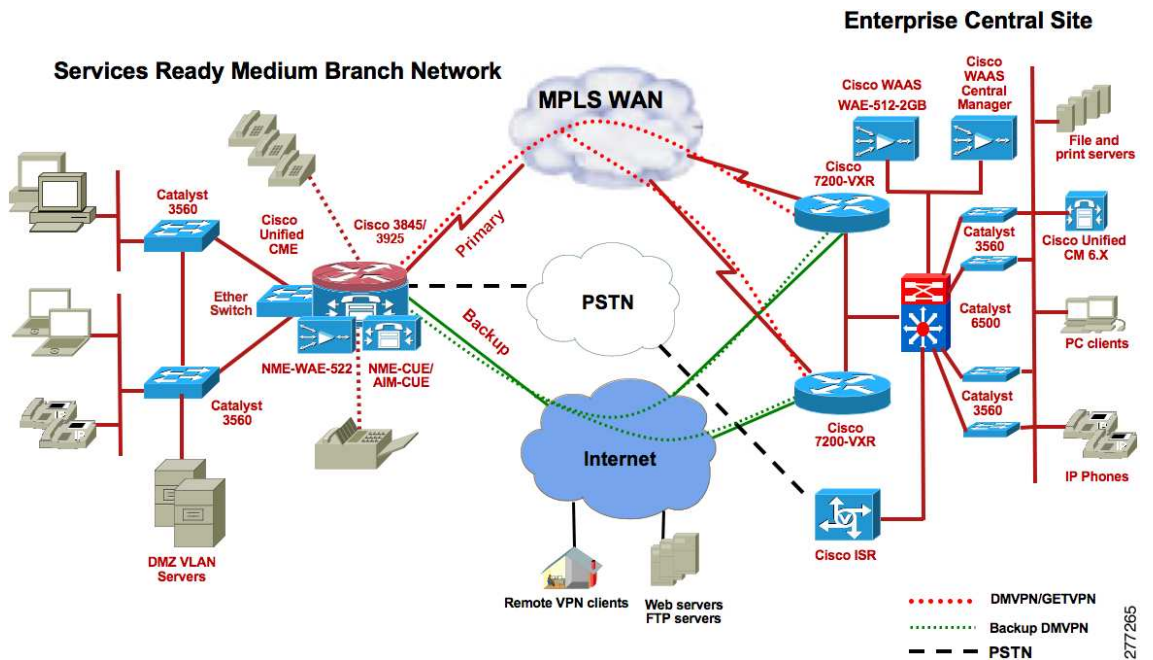 Enterprise Central Site
Services Ready Medium Branch Network
MPLS WAN
Cisco WAAS
WAE-512-2GB
Cisco
WAAS
Central
Manager
File and
print servers
Catalyst
3560
Cisco
Unified
CME
Cisco 3845/
3925
Primary
Cisco
7200-VXR
Catalyst
3560
Cisco Unified
CM 6.X
Ether
Switch
PSTN
Backup
Catalyst
6500
PC clients
NME-WAE-522
NME-CUE/
AIM-CUE
Catalyst
3560
Catalyst
3560
Cisco
7200-VXR
IP
IP
Internet
IP
IP
IP Phones
DMZ VLAN
Servers
V
Cisco ISR
Remote VPN clients
Web servers
FTP servers
DMVPN/GETVPN
Backup DMVPN
PSTN
277265